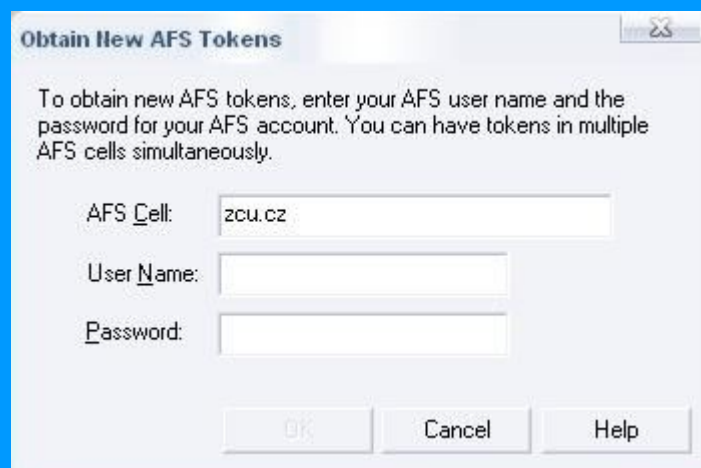 Obtain New AFS Tokens
To obtain new AFS tokens, enter your AFS user name and the
password for your AFS account. You can have tokens in multiple
AFS cells simultaneously.
AFS Cell: zcu.cz
User Name:
Password:
OK Cancel Help